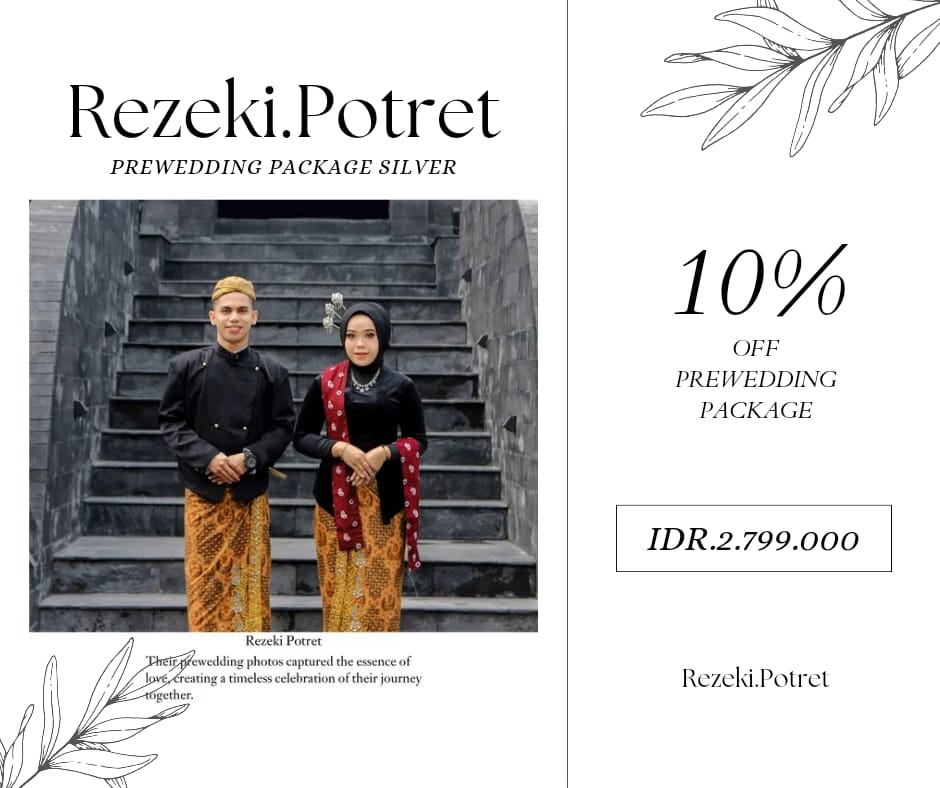 Rezeki.Potret
PREWEDDING PACKAGE SILVER
Rezeki Potret
Their prewedding photos captured the essence of
love, creating a timeless celebration of their journey
together.
10%
OFF
PREWEDDING
PACKAGE
IDR.2.799.000
Rezeki.Potret